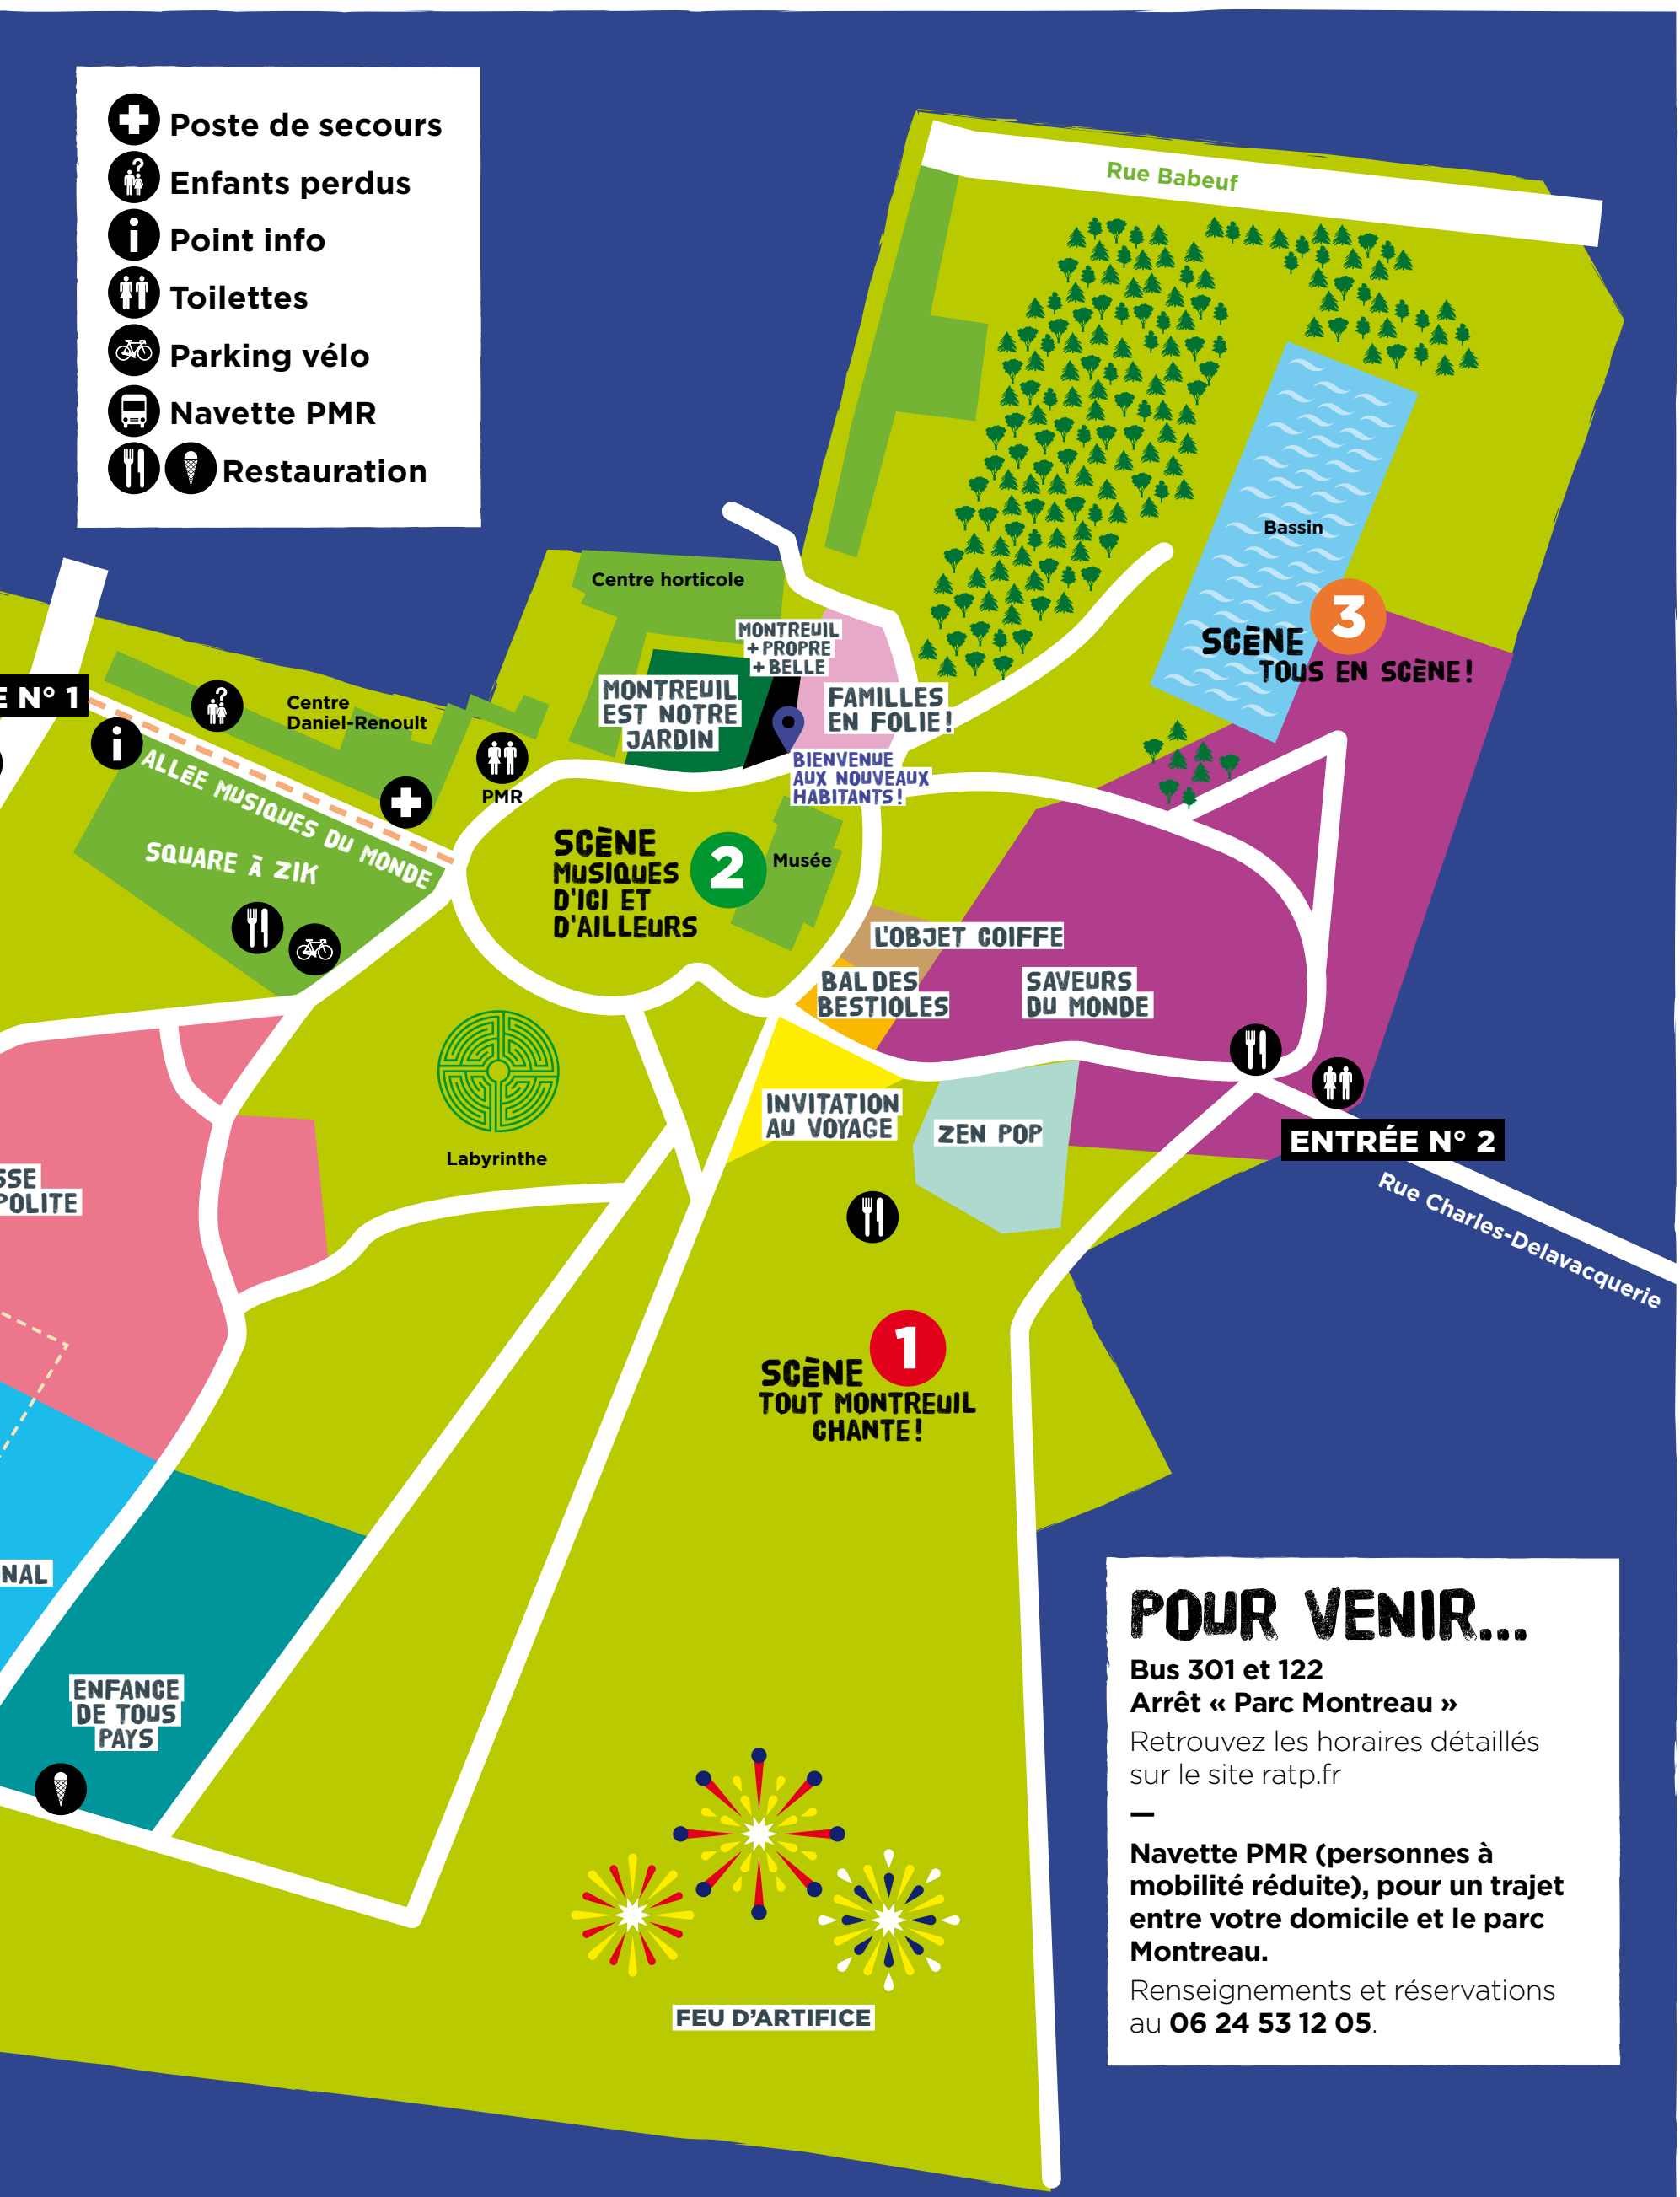 Poste de secours
Enfants perdus
Point info
Toilettes
Parking vélo
Navette PMR
Restauration
Rue Babeuf
Bassin
SCÈNE 3
TOUS EN SCÈNE !
Centre horticole
MONTREUIL
+ PROPRE
+ BELLE
MONTREUIL
EST NOTRE
JARDIN
FAMILLES
EN FOLIE !
BIENVENUE
AUX NOUVEAUX
HABITANTS !
E N° 1
Centre
Daniel-Renoult
ALLÉE MUSIQUES DU MONDE
SQUARE À ZIK
PMR
SCÈNE
MUSIQUES
D'ICI ET
D'AILLEURS
2
Musée
L'OBJET COIFFE
BAL DES
BESTIOLES
SAVEURS
DU MONDE
INVITATION
AU VOYAGE
ZEN POP
ENTRÉE N° 2
Rue Charles-Delavacquerie
Labyrinthe
SSE
POLITE
SCÈNE 1
TOUT MONTREUIL
CHANTE !
NAL
ENFANCE
DE TOUS
PAYS
FEU D'ARTIFICE
POUR VENIR...
Bus 301 et 122
Arrêt « Parc Montreau »
Retrouvez les horaires détaillés
sur le site ratp.fr
—
Navette PMR (personnes à
mobilité réduite), pour un trajet
entre votre domicile et le parc
Montreau.
Renseignements et réservations
au 06 24 53 12 05.